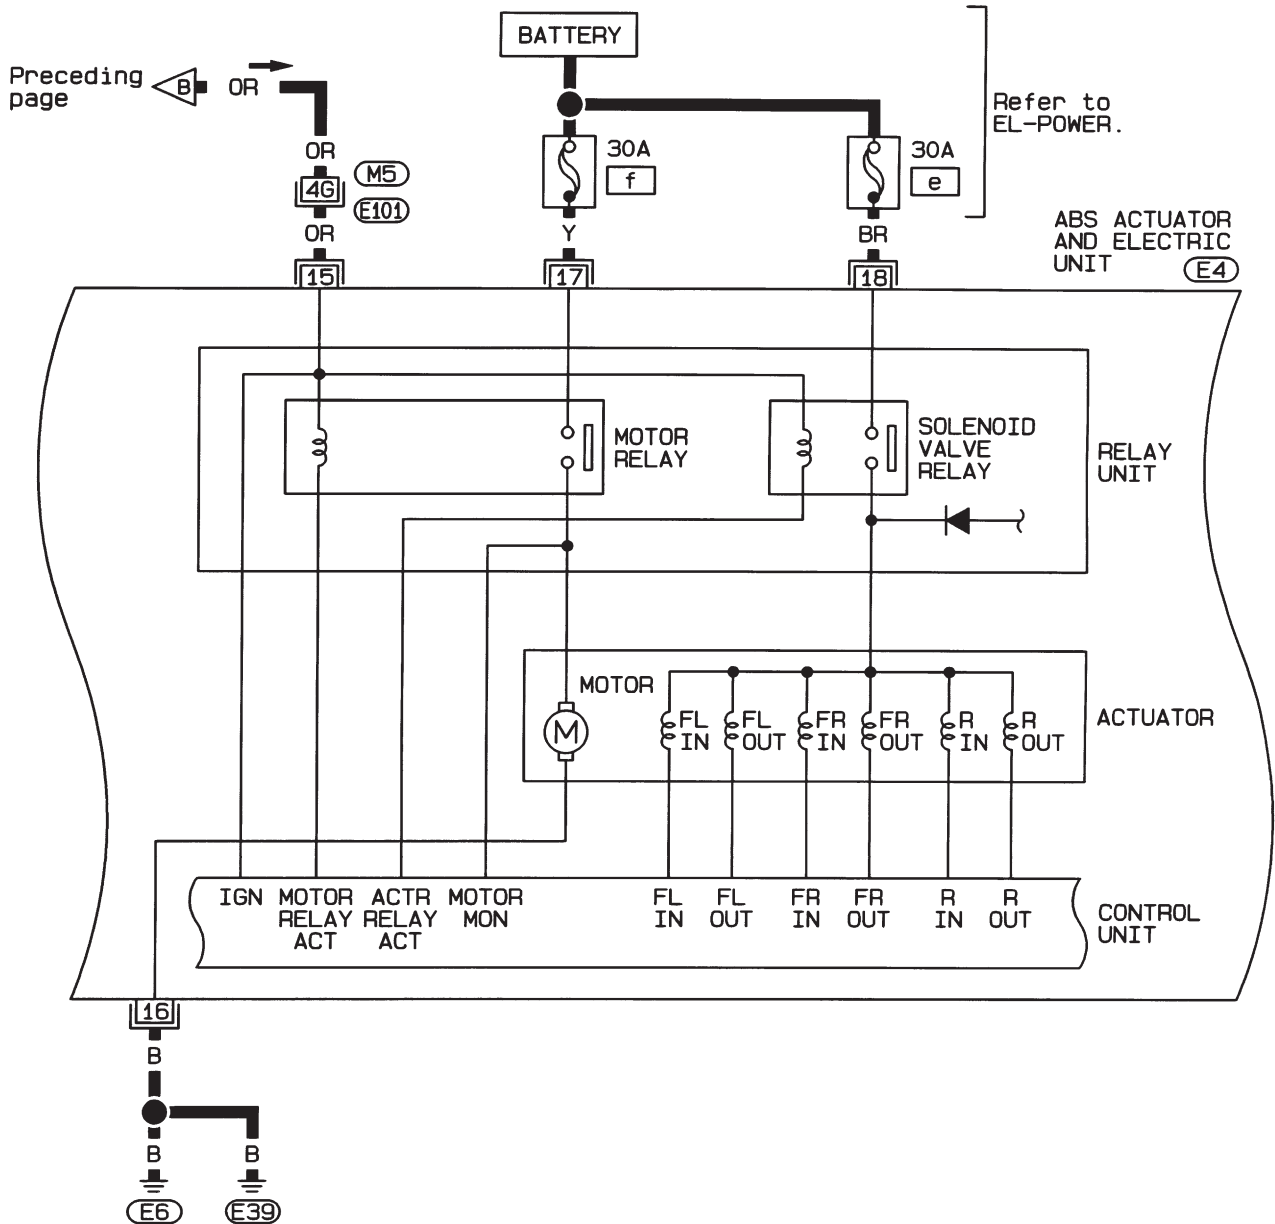 BATTERY
Preceding
page
B
OR
Refer to
EL-POWER.
OR
4G
M5
E101
OR
15
30A
f
Y
17
30A
e
BR
18
ABS ACTUATOR
AND ELECTRIC
UNIT
E4
MOTOR
RELAY
SOLENOID
VALVE
RELAY
RELAY
UNIT
MOTOR
M
FL
IN
FL
OUT
FR
IN
FR
OUT
R
IN
R
OUT
ACTUATOR
IGN
MOTOR
RELAY
ACT
ACTR
RELAY
ACT
MOTOR
MON
FL
IN
FL
OUT
FR
IN
FR
OUT
R
IN
R
OUT
CONTROL
UNIT
16
B
B
B
E6
E39